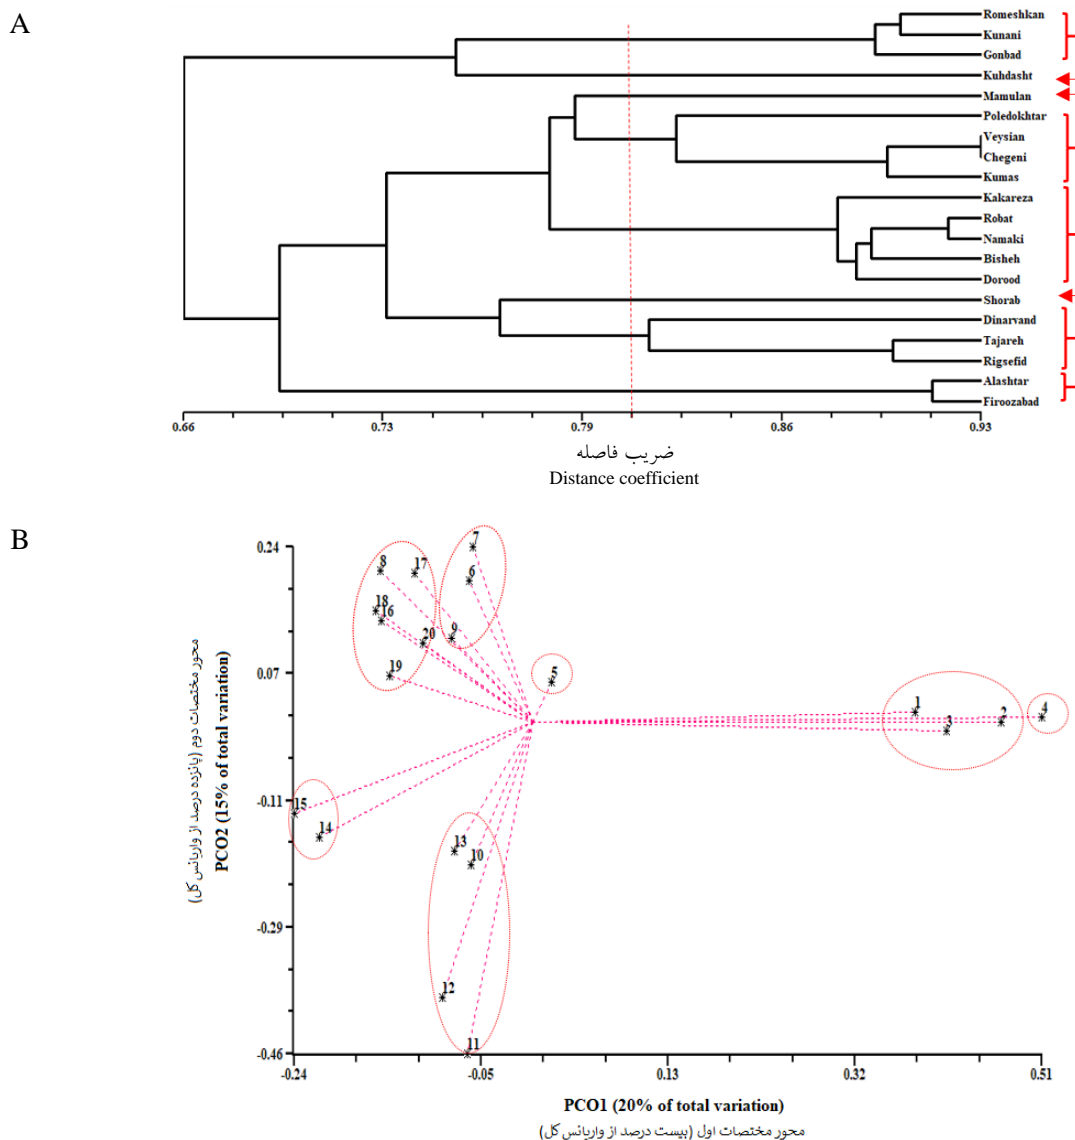 A
Romeshkan
Kunani
Gonbad
Kuhdasht
Mamulan
Poledokhtar
Veysian
Chegeni
Kumas
Kakareza
Robat
Namaki
Bisheh
Dorood
Shorab
Dinarvand
Tajareh
Rigsefid
Alashtar
Firoozabad
0.66 0.73 0.79 0.86 0.93
ضریب فاصله
Distance coefficient
B
0.24
0.07
-0.11
-0.29
-0.46
محور مختصات دوم (پانزده درصد از واریانس کل)
PCO2 (15% of total variation)
7
8
17
6
18
16
9
20
19
5
1
2
3
4
15
14
13
10
12
11
-0.24 -0.05 0.13 0.32 0.51
PCO1 (20% of total variation)
محور مختصات اول (بیست درصد از واریانس کل)